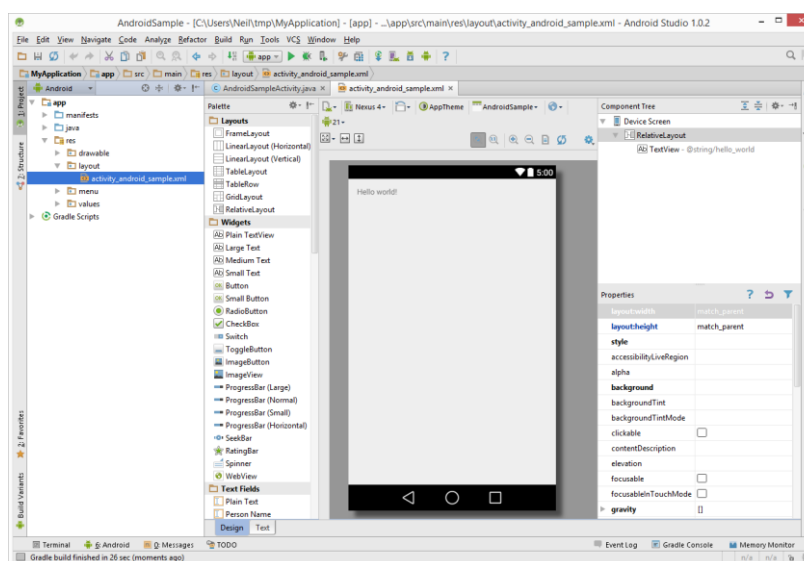 AndroidSample - [C:\Users\Neil\tmp\MyApplication] - [app] - ...\app\src\main\res\layout\activity_android_sample.xml - Android Studio 1.0.2
File Edit View Navigate Code Analyze Refactor Build Run Tools VCS Window Help
app
MyApplication app src main res layout activity_android_sample.xml
1: Project
2: Structure
2: Favorites
Build Variants
Android
app
manifests
java
res
drawable
layout
activity_android_sample.xml
menu
values
Gradle Scripts
AndroidSampleActivity.java
activity_android_sample.xml
Palette
Layouts
FrameLayout
LinearLayout (Horizontal)
LinearLayout (Vertical)
TableLayout
TableRow
GridLayout
RelativeLayout
Widgets
Ab Plain TextView
Ab Large Text
Ab Medium Text
Ab Small Text
OK Button
OK Small Button
RadioButton
CheckBox
Switch
ToggleButton
ImageButton
ImageView
ProgressBar (Large)
ProgressBar (Normal)
ProgressBar (Small)
ProgressBar (Horizontal)
SeekBar
RatingBar
Spinner
WebView
Text Fields
Plain Text
Person Name
Design Text
Nexus 4 AppTheme AndroidSample
21
5:00
Hello world!
Component Tree
Device Screen
RelativeLayout
Ab TextView - @string/hello_world
Properties
layout:width match_parent
layout:height match_parent
style
accessibilityLiveRegion
alpha
background
backgroundTint
backgroundTintMode
clickable
contentDescription
elevation
focusable
focusableInTouchMode
gravity []
Terminal 6: Android 0: Messages TODO Event Log Gradle Console Memory Monitor
Gradle build finished in 26 sec (moments ago) n/a n/a